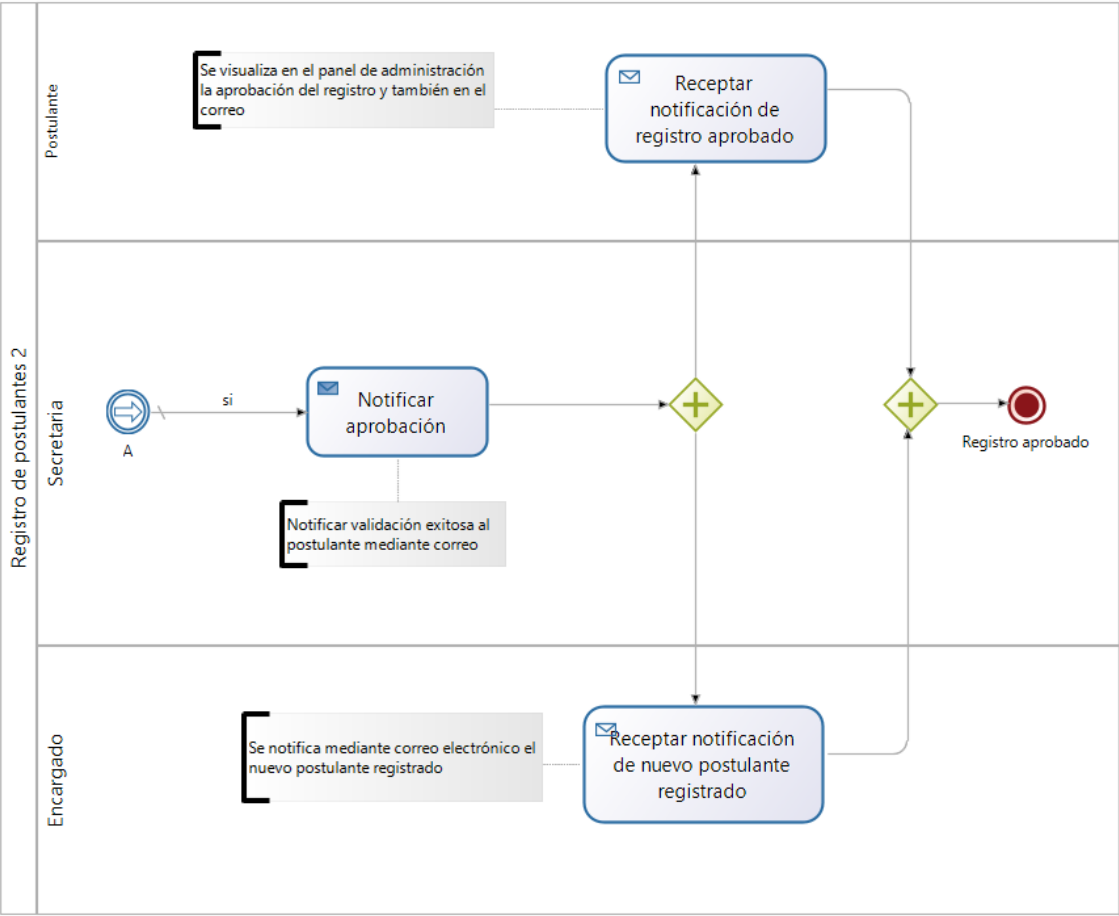 Registro de postulantes 2
Postulante
Se visualiza en el panel de administración
la aprobación del registro y también en el
correo
Receptar
notificación de
registro aprobado
Secretaria
A
si
Notificar
aprobación
Notificar validación exitosa al
postulante mediante correo
Registro aprobado
Encargado
Se notifica mediante correo electrónico el
nuevo postulante registrado
Receptar notificación
de nuevo postulante
registrado